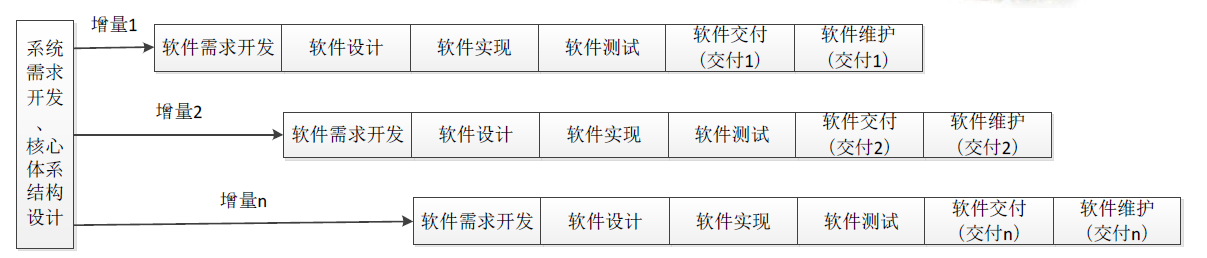 系统
需求
开发
、
核心
体系
结构
设计
增量1
软件需求开发
软件设计
软件实现
软件测试
软件交付
（交付1）
软件维护
（交付1）
增量2
软件需求开发
软件设计
软件实现
软件测试
软件交付
（交付2）
软件维护
（交付2）
增量n
软件需求开发
软件设计
软件实现
软件测试
软件交付
（交付n）
软件维护
（交付n）